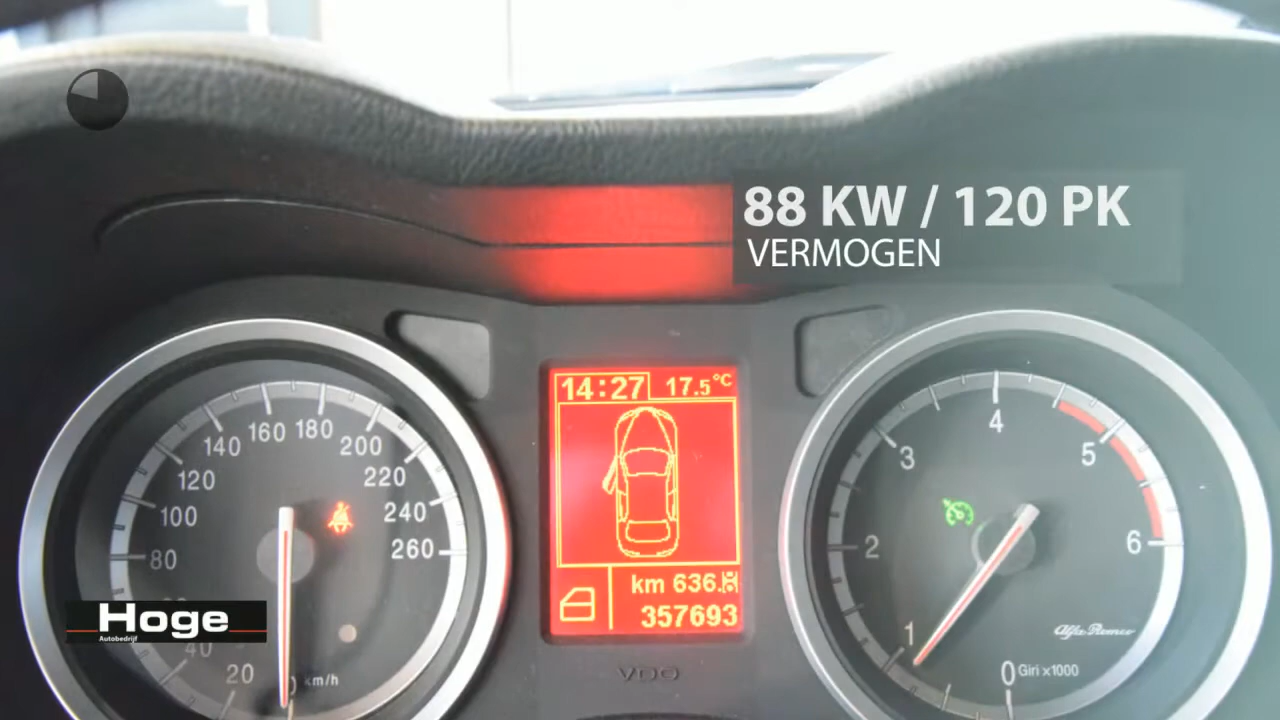 88 KW / 120 PK
VERMOGEN
14:27 17.5°C
km 636.
357693
VDO
0 20 40 80 100 120 140 160 180 200 220 240 260
km/h
0 1 2 3 4 5 6
Giri x1000
Alfa Romeo
Hoge
Autobedrijf